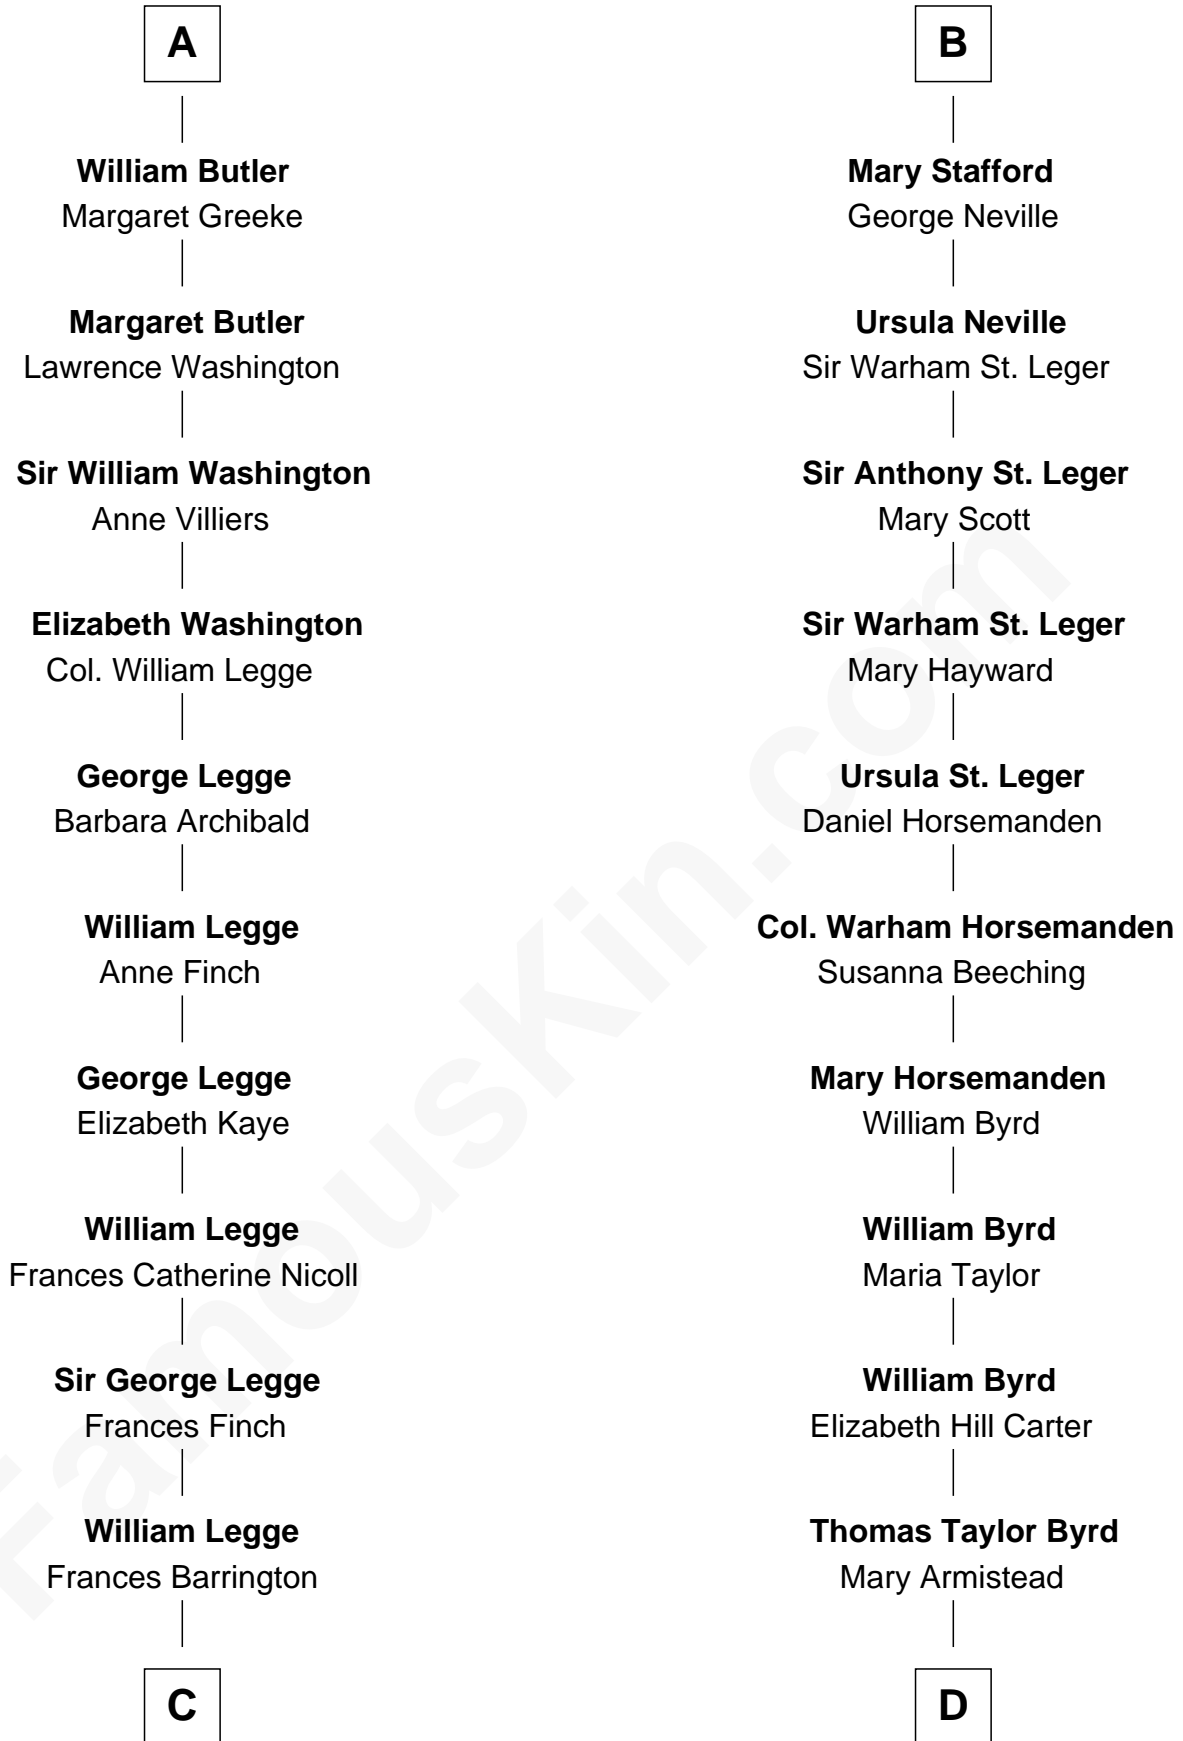 A
William Butler
Margaret Greeke
Margaret Butler
Lawrence Washington
Sir William Washington
Anne Villiers
Elizabeth Washington
Col. William Legge
George Legge
Barbara Archibald
William Legge
Anne Finch
George Legge
Elizabeth Kaye
William Legge
Frances Catherine Nicoll
Sir George Legge
Frances Finch
William Legge
Frances Barrington
C
B
Mary Stafford
George Neville
Ursula Neville
Sir Warham St. Leger
Sir Anthony St. Leger
Mary Scott
Sir Warham St. Leger
Mary Hayward
Ursula St. Leger
Daniel Horsemanden
Col. Warham Horsemanden
Susanna Beeching
Mary Horsemanden
William Byrd
William Byrd
Maria Taylor
William Byrd
Elizabeth Hill Carter
Thomas Taylor Byrd
Mary Armistead
D
FamousKin.com